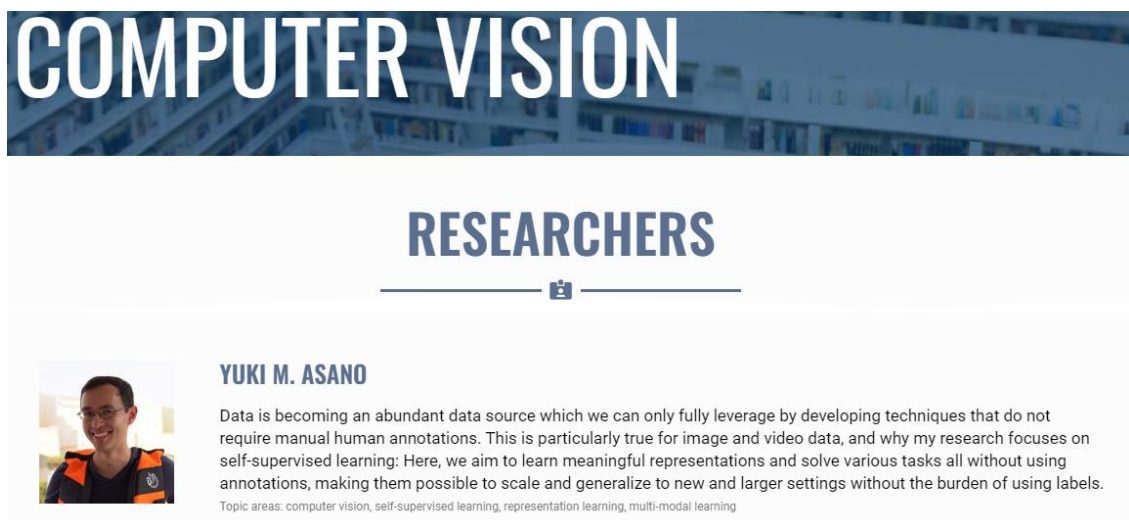 COMPUTER VISION
RESEARCHERS
YUKI M. ASANO
Data is becoming an abundant data source which we can only fully leverage by developing techniques that do not
require manual human annotations. This is particularly true for image and video data, and why my research focuses on
self-supervised learning: Here, we aim to learn meaningful representations and solve various tasks all without using
annotations, making them possible to scale and generalize to new and larger settings without the burden of using labels.
Topic areas: computer vision, self-supervised learning, representation learning, multi-modal learning